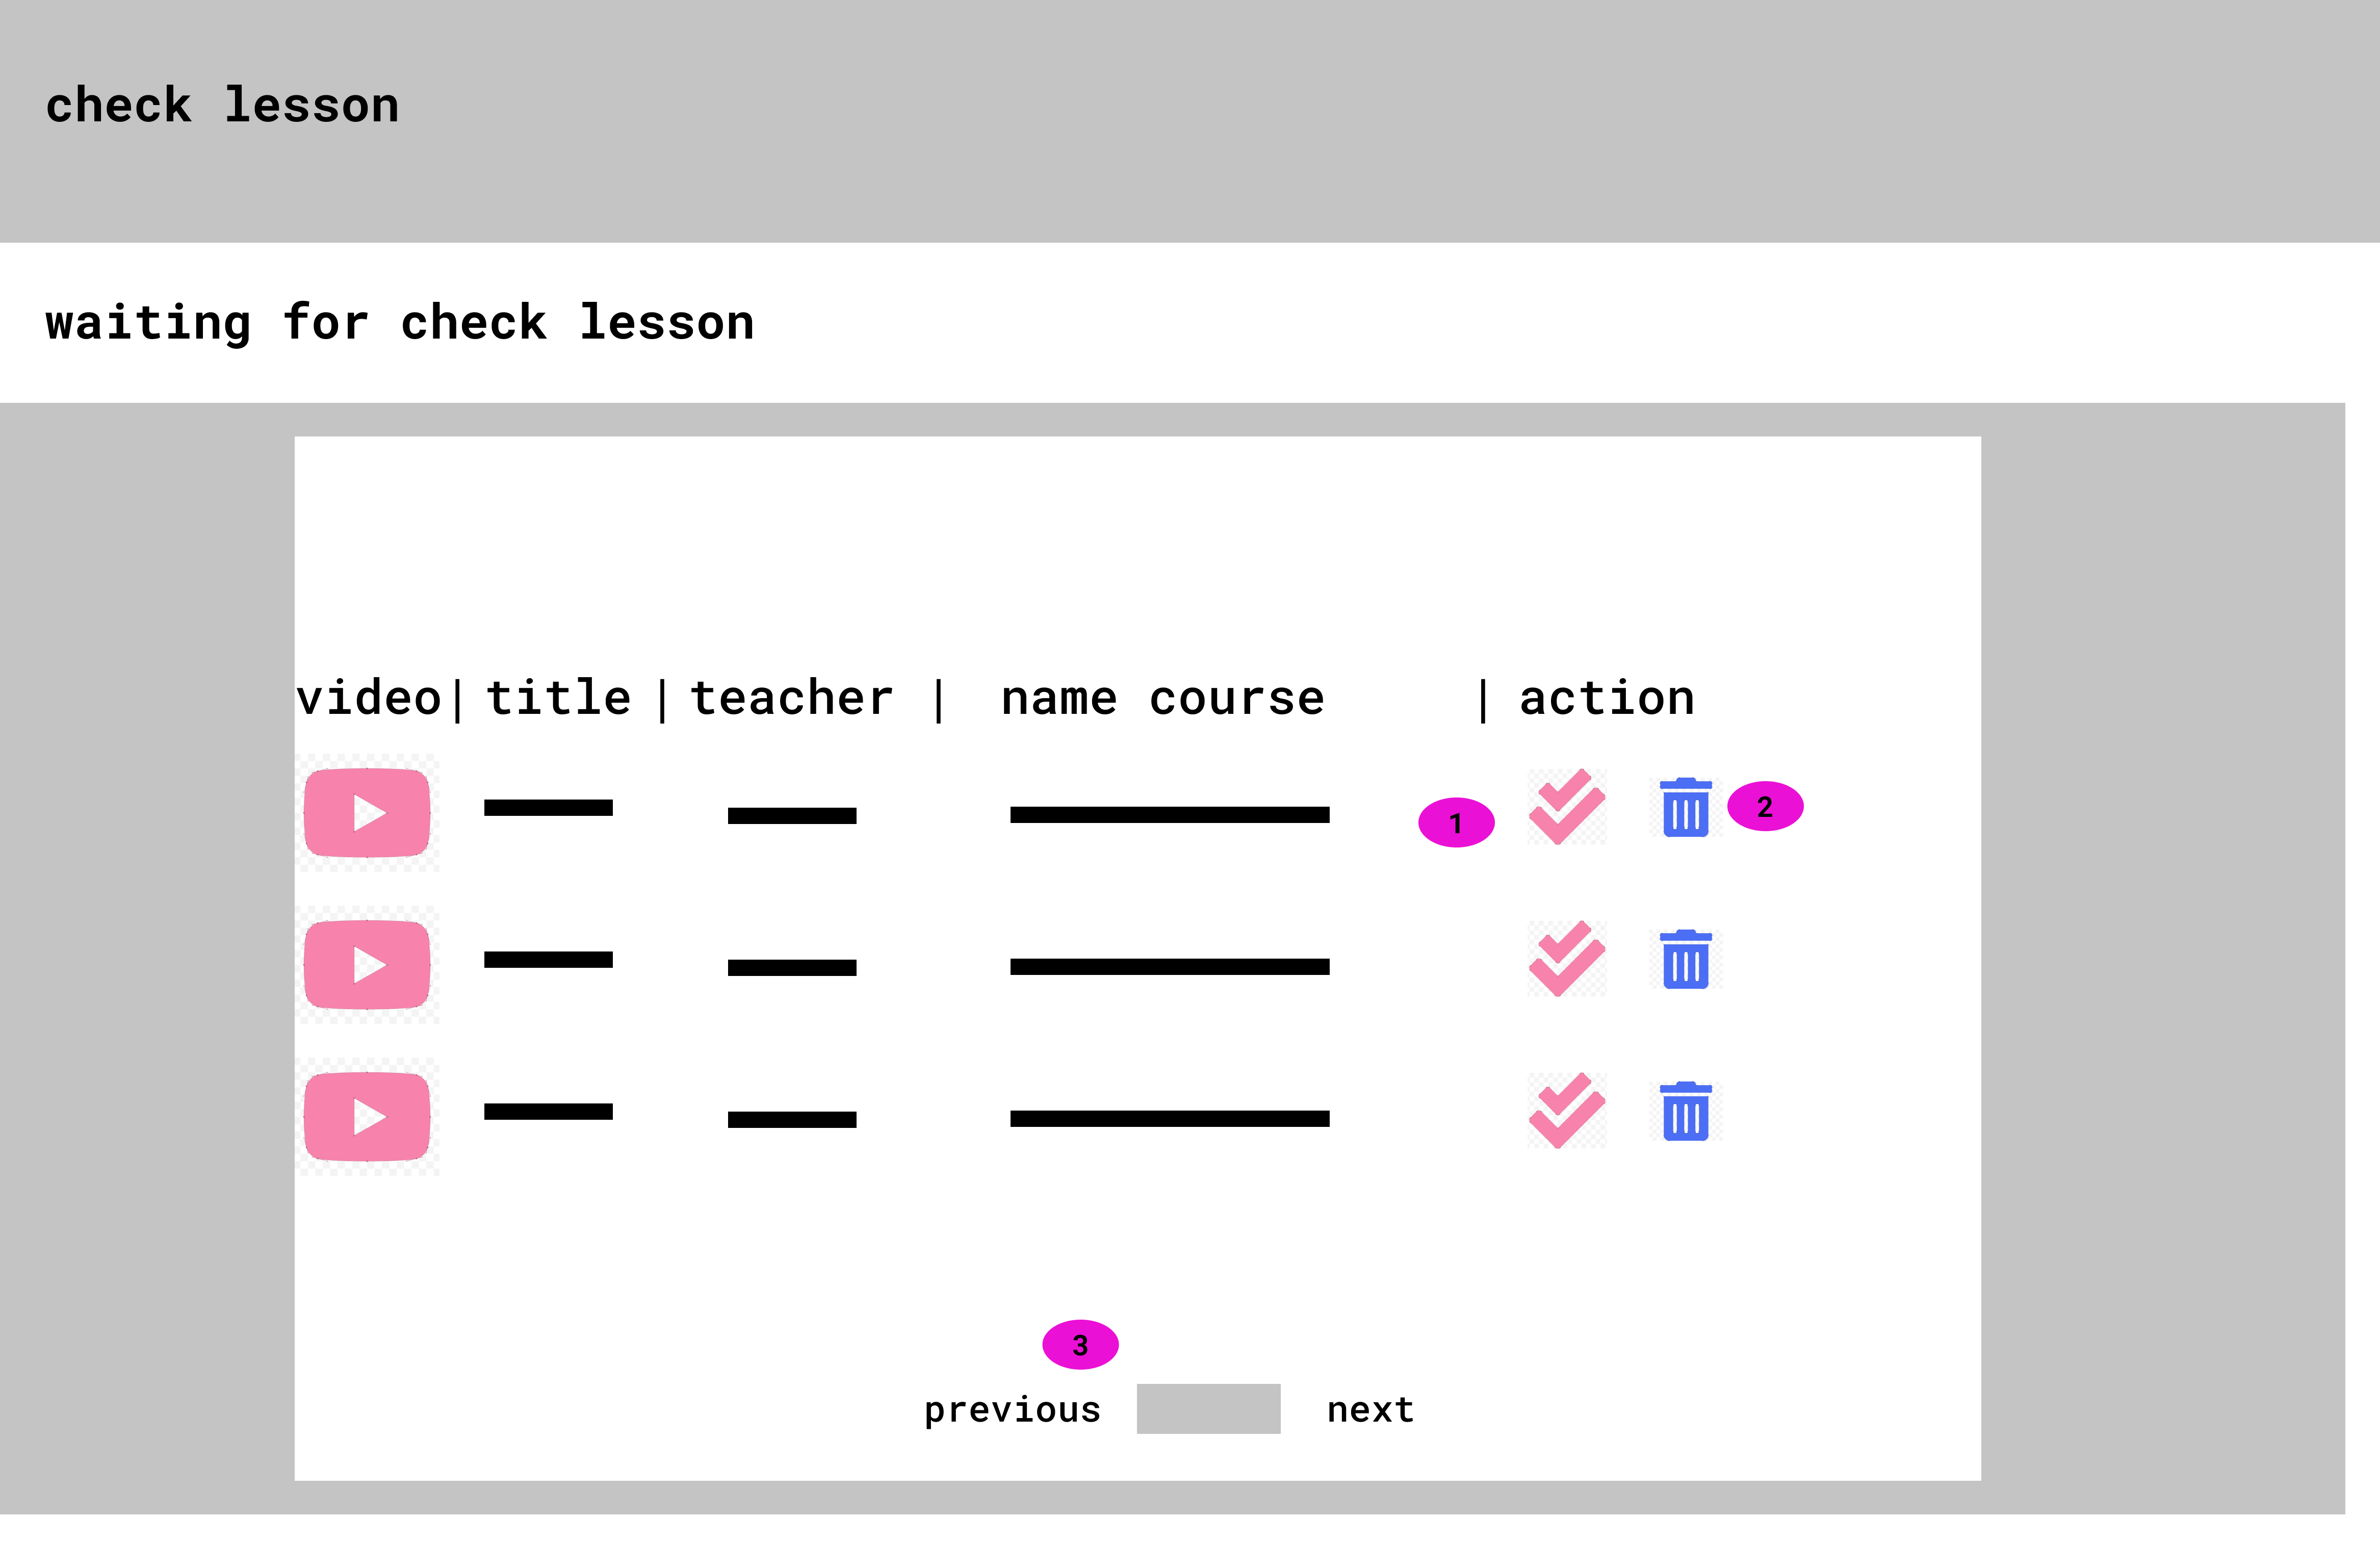 check lesson
waiting for check lesson
video| title | teacher | name course | action
1
2
3
previous next